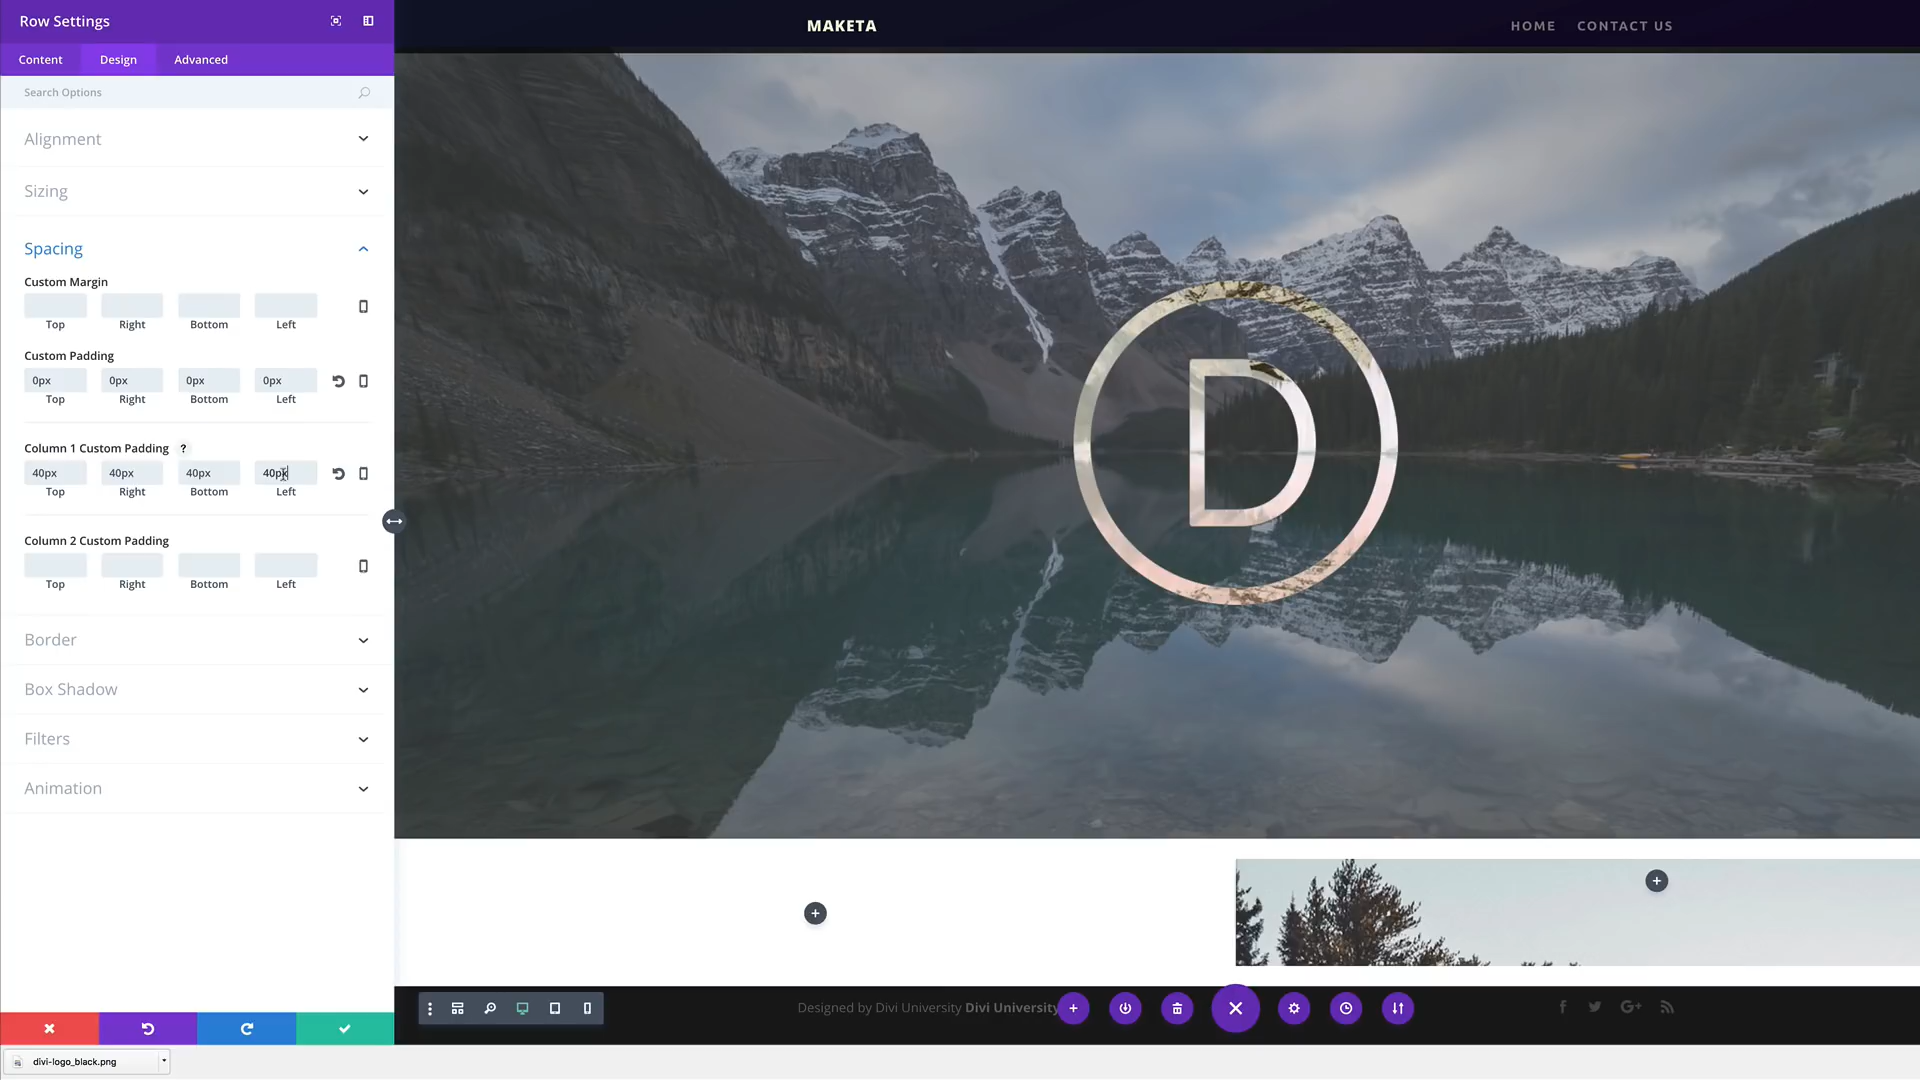 Row Settings
Content Design Advanced
Search Options
Alignment
Sizing
Spacing
Custom Margin
Top Right Bottom Left
Custom Padding
0px 0px 0px 0px
Top Right Bottom Left
Column 1 Custom Padding ?
40px 40px 40px 40px
Top Right Bottom Left
Column 2 Custom Padding
Top Right Bottom Left
Border
Box Shadow
Filters
Animation
divi-logo_black.png
MAKETA HOME CONTACT US
D
Designed by Divi University Divi University